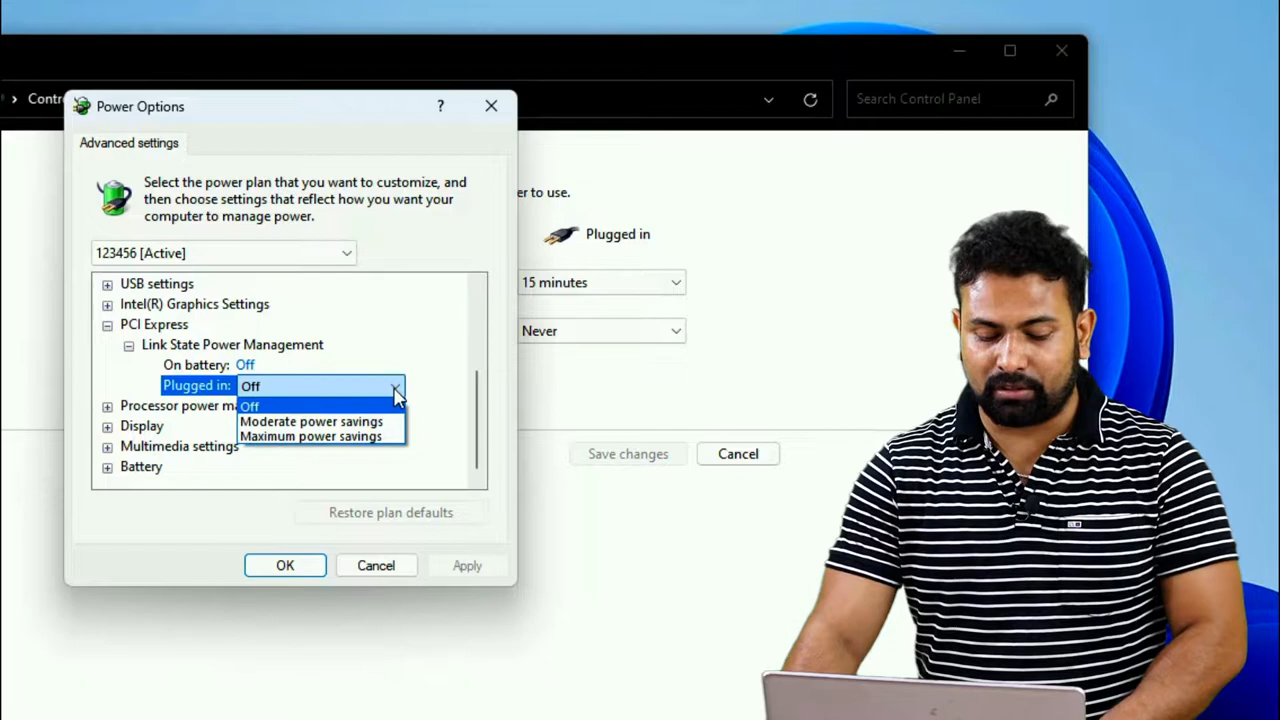 Contr
Search Control Panel
Power Options
?
Advanced settings
Select the power plan that you want to customize, and
then choose settings that reflect how you want your
computer to manage power.
er to use.
Plugged in
123456 [Active]
15 minutes
Never
USB settings
Intel(R) Graphics Settings
PCI Express
Link State Power Management
On battery: Off
Plugged in: Off
Off
Moderate power savings
Maximum power savings
Processor power ma
Display
Multimedia settings
Battery
Save changes
Cancel
Restore plan defaults
OK
Cancel
Apply